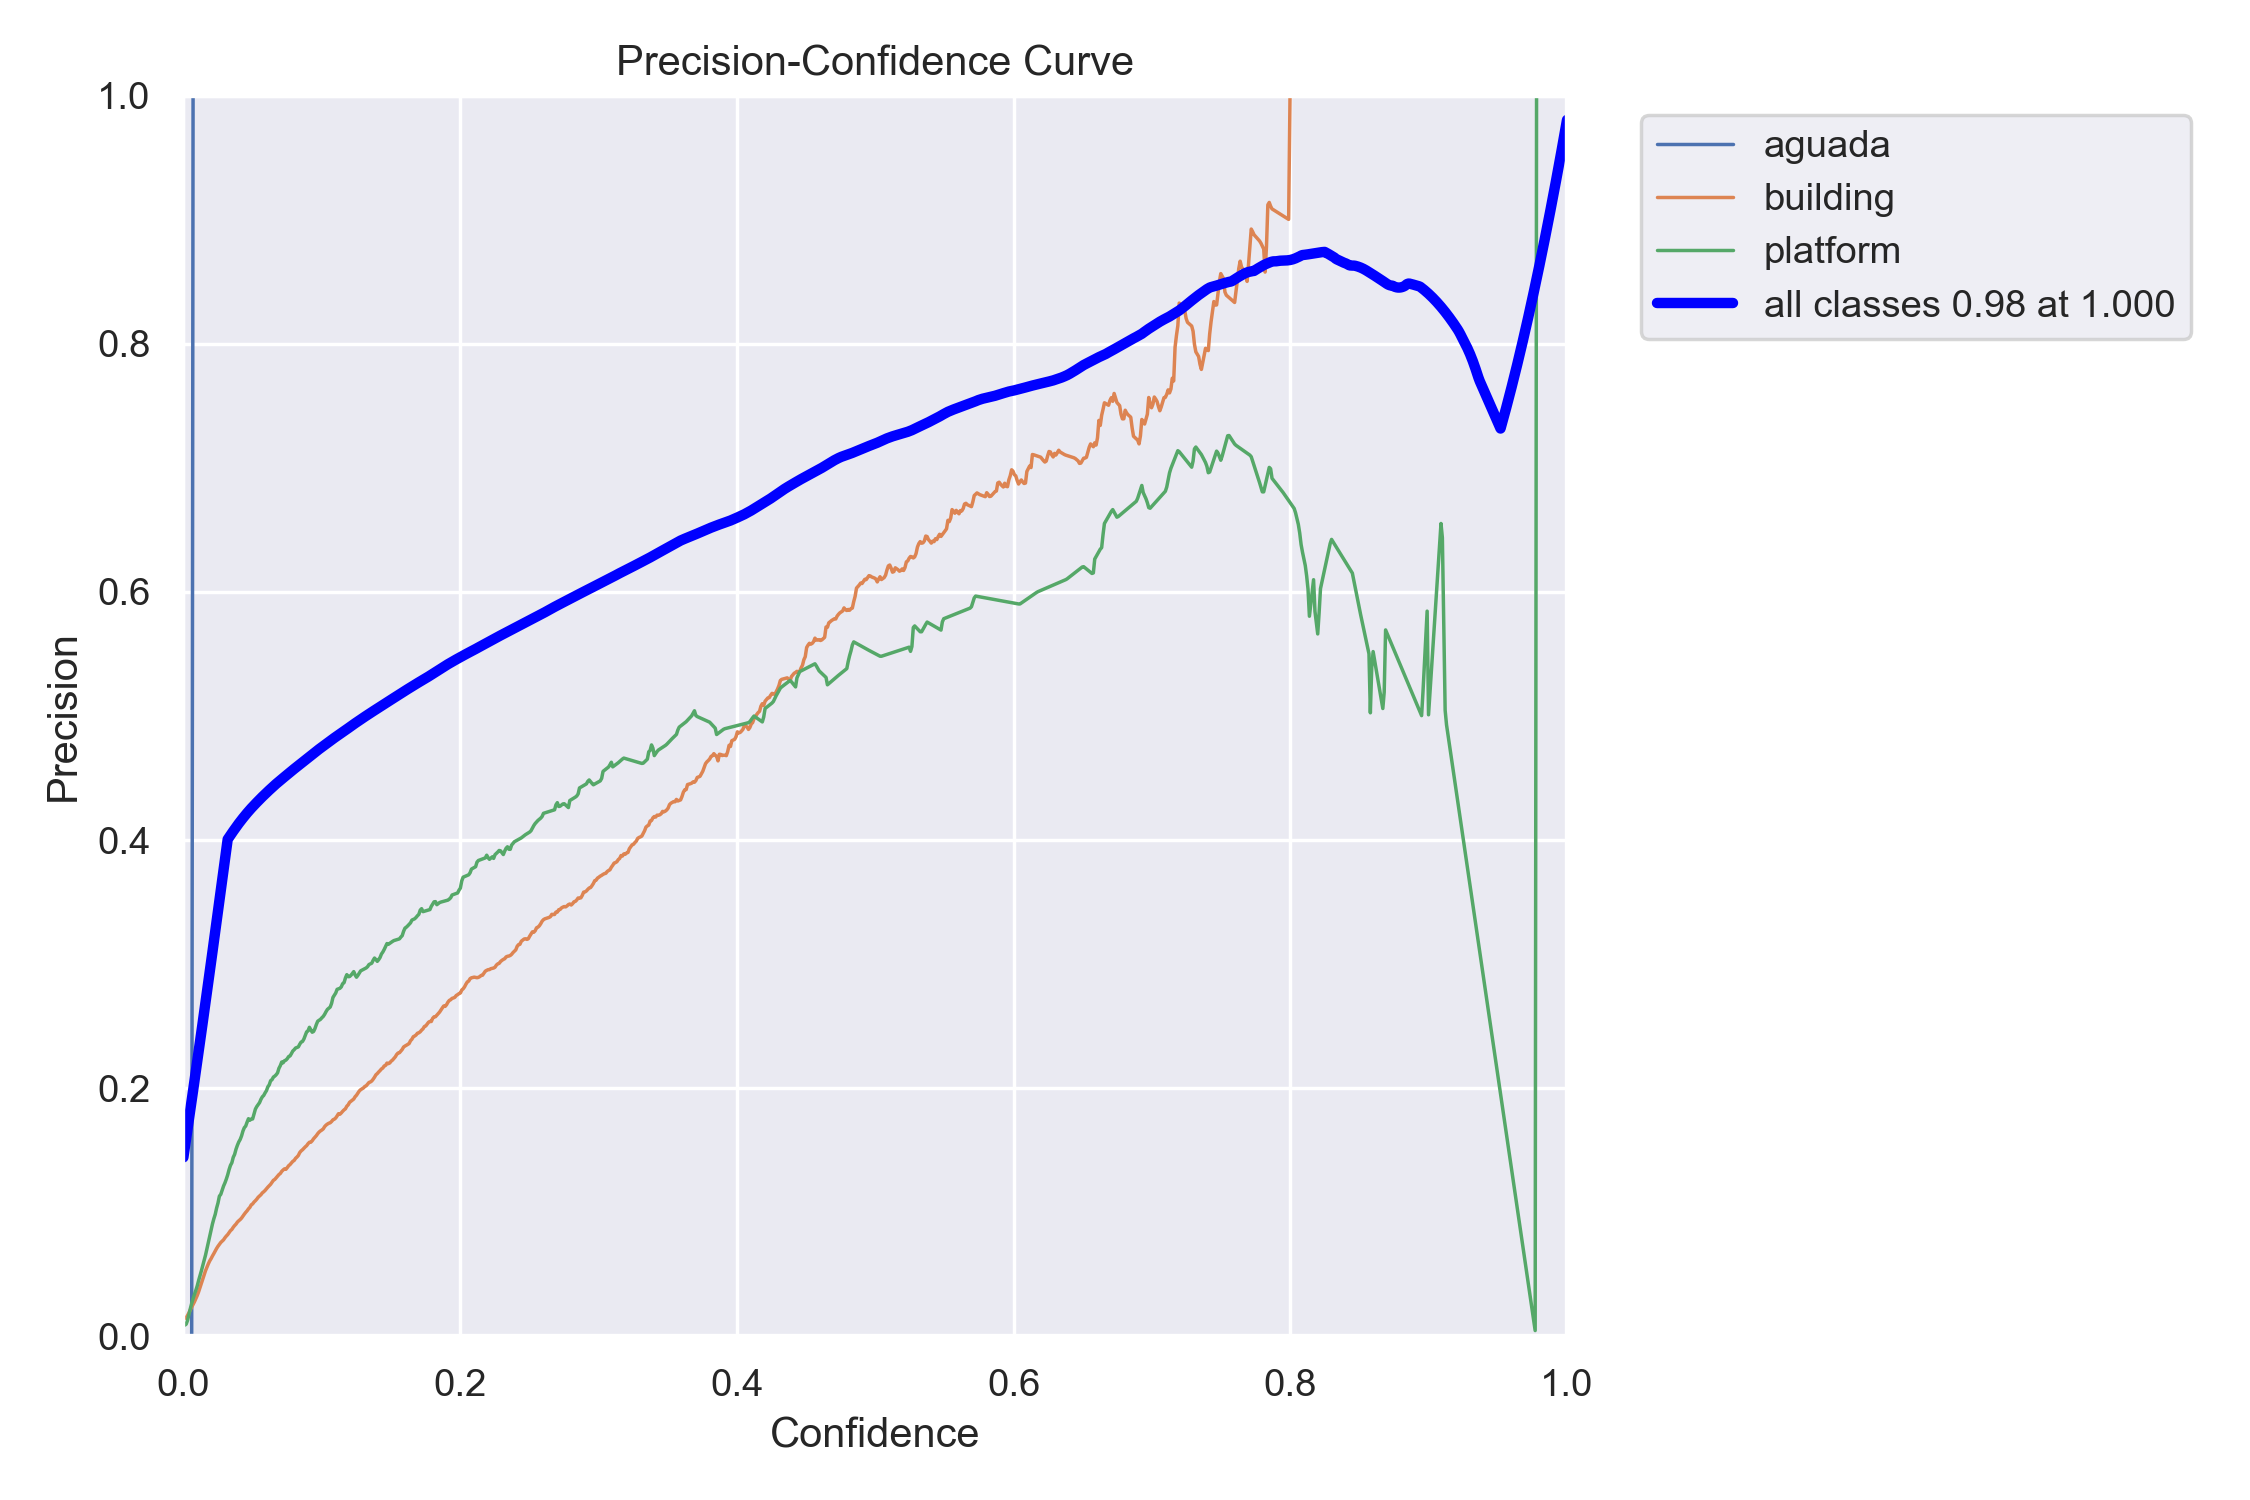 Precision-Confidence Curve
1.0
0.8
0.6
0.4
0.2
0.0
Precision
0.0 0.2 0.4 0.6 0.8 1.0
Confidence
aguada
building
platform
all classes 0.98 at 1.000